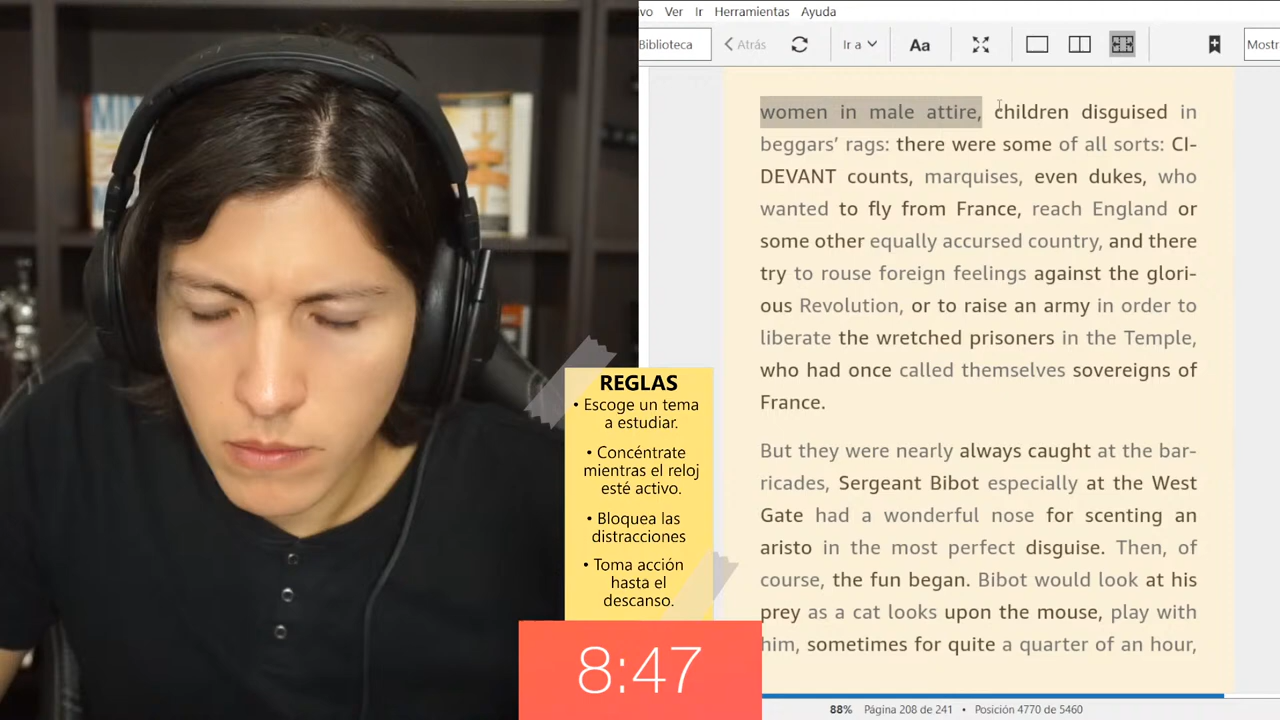 vo Ver Ir Herramientas Ayuda
Biblioteca Atrás Ir a Aa Mostr
women in male attire, children disguised in
beggars’ rags: there were some of all sorts: CI-
DEVANT counts, marquises, even dukes, who
wanted to fly from France, reach England or
some other equally accursed country, and there
try to rouse foreign feelings against the glori-
ous Revolution, or to raise an army in order to
liberate the wretched prisoners in the Temple,
who had once called themselves sovereigns of
France.
But they were nearly always caught at the bar-
ricades, Sergeant Bibot especially at the West
Gate had a wonderful nose for scenting an
aristo in the most perfect disguise. Then, of
course, the fun began. Bibot would look at his
prey as a cat looks upon the mouse, play with
him, sometimes for quite a quarter of an hour,
88% Página 208 de 241 • Posición 4770 de 5460
REGLAS
• Escoge un tema
a estudiar.
• Concéntrate
mientras el reloj
esté activo.
• Bloquea las
distracciones
• Toma acción
hasta el
descanso.
8:47